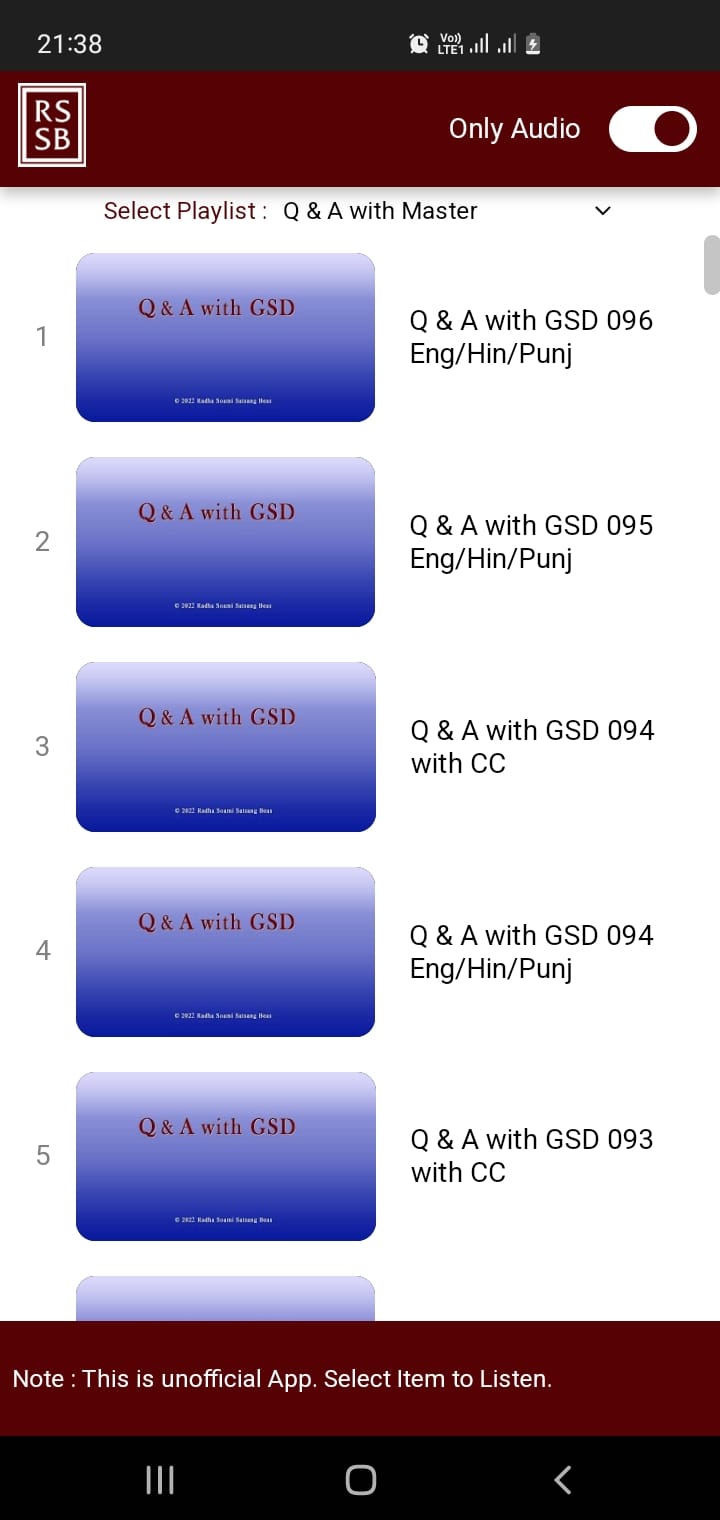 21:38
Vo))
LTE1
RS
SB
Only Audio
Select Playlist : Q & A with Master
1
Q & A with GSD
© 2022 Radha Soami Satsang Beas
Q & A with GSD 096
Eng/Hin/Punj
2
Q & A with GSD
© 2022 Radha Soami Satsang Beas
Q & A with GSD 095
Eng/Hin/Punj
3
Q & A with GSD
© 2022 Radha Soami Satsang Beas
Q & A with GSD 094
with CC
4
Q & A with GSD
© 2022 Radha Soami Satsang Beas
Q & A with GSD 094
Eng/Hin/Punj
5
Q & A with GSD
© 2022 Radha Soami Satsang Beas
Q & A with GSD 093
with CC
Note : This is unofficial App. Select Item to Listen.